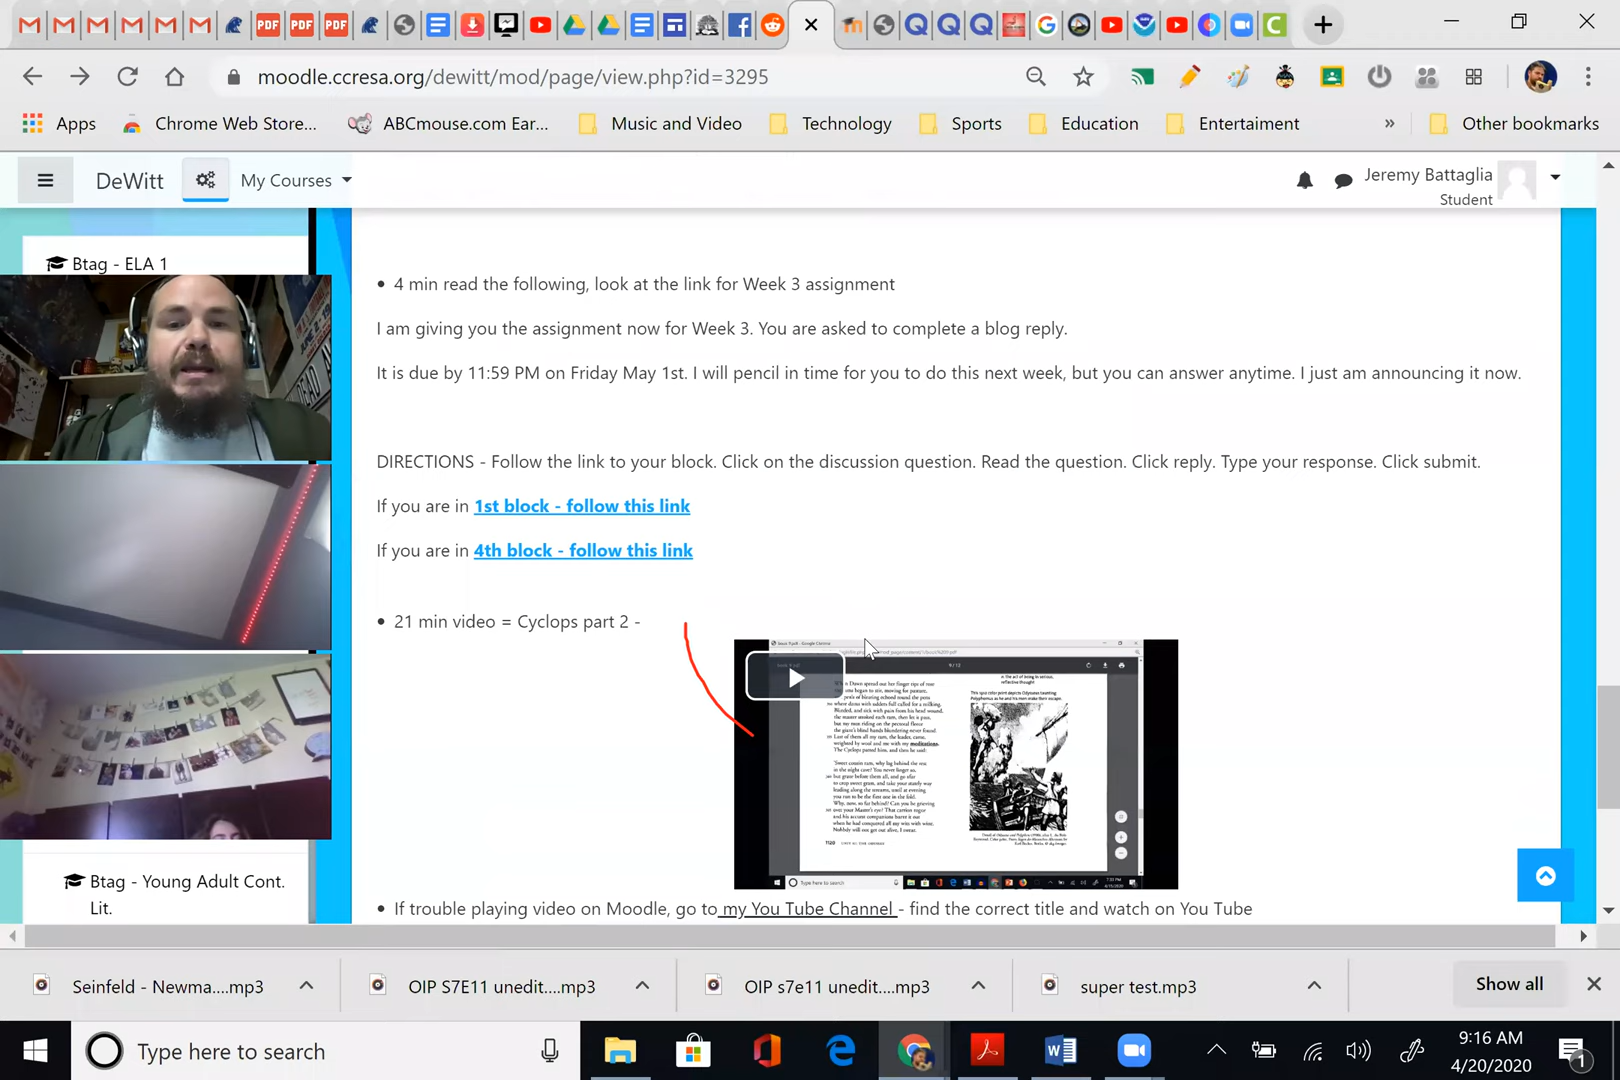 PDF
PDF
PDF
moodle.ccresa.org/dewitt/mod/page/view.php?id=3295
Apps
Chrome Web Store...
ABCmouse.com Ear...
Music and Video
Technology
Sports
Education
Entertaiment
»
Other bookmarks
DeWitt
My Courses
Jeremy Battaglia
Student
Btag - ELA 1
• 4 min read the following, look at the link for Week 3 assignment
I am giving you the assignment now for Week 3. You are asked to complete a blog reply.
It is due by 11:59 PM on Friday May 1st. I will pencil in time for you to do this next week, but you can answer anytime. I just am announcing it now.
DIRECTIONS - Follow the link to your block. Click on the discussion question. Read the question. Click reply. Type your response. Click submit.
If you are in 1st block - follow this link
If you are in 4th block - follow this link
• 21 min video = Cyclops part 2 -
Btag - Young Adult Cont.
Lit.
• If trouble playing video on Moodle, go to my You Tube Channel - find the correct title and watch on You Tube
Seinfeld - Newma....mp3
OIP S7E11 unedit....mp3
OIP s7e11 unedit....mp3
super test.mp3
Show all
Type here to search
9:16 AM
4/20/2020
1